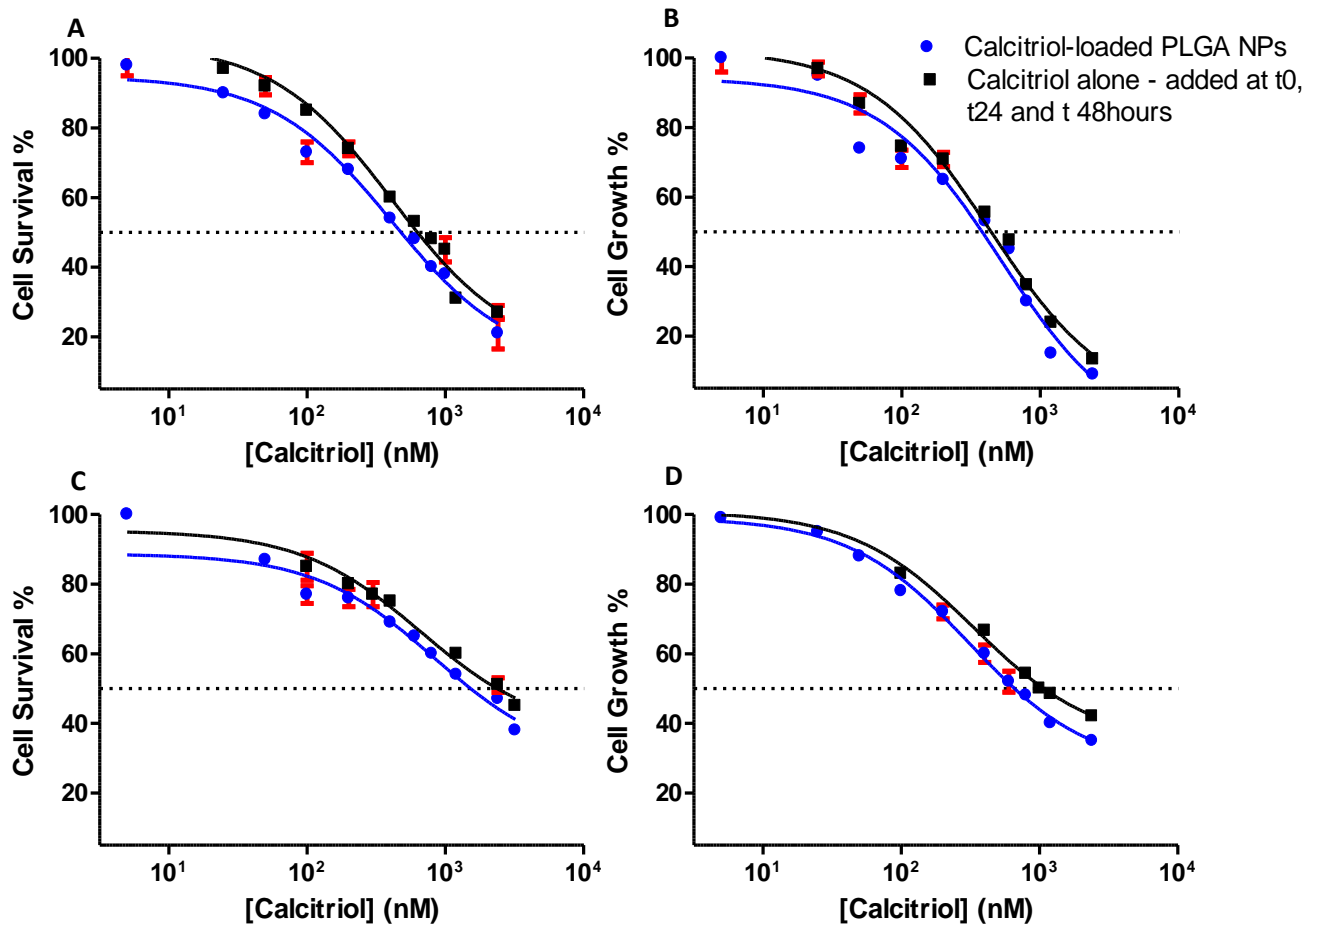 A
100
80
60
40
20
Cell Survival %
10¹ 10² 10³ 10⁴
[Calcitriol] (nM)
B
Calcitriol-loaded PLGA NPs
Calcitriol alone - added at t0,
t24 and t 48hours
100
80
60
40
20
Cell Growth %
10¹ 10² 10³ 10⁴
[Calcitriol] (nM)
C
100
80
60
40
20
Cell Survival %
10¹ 10² 10³ 10⁴
[Calcitriol] (nM)
D
100
80
60
40
20
Cell Growth %
10¹ 10² 10³ 10⁴
[Calcitriol] (nM)